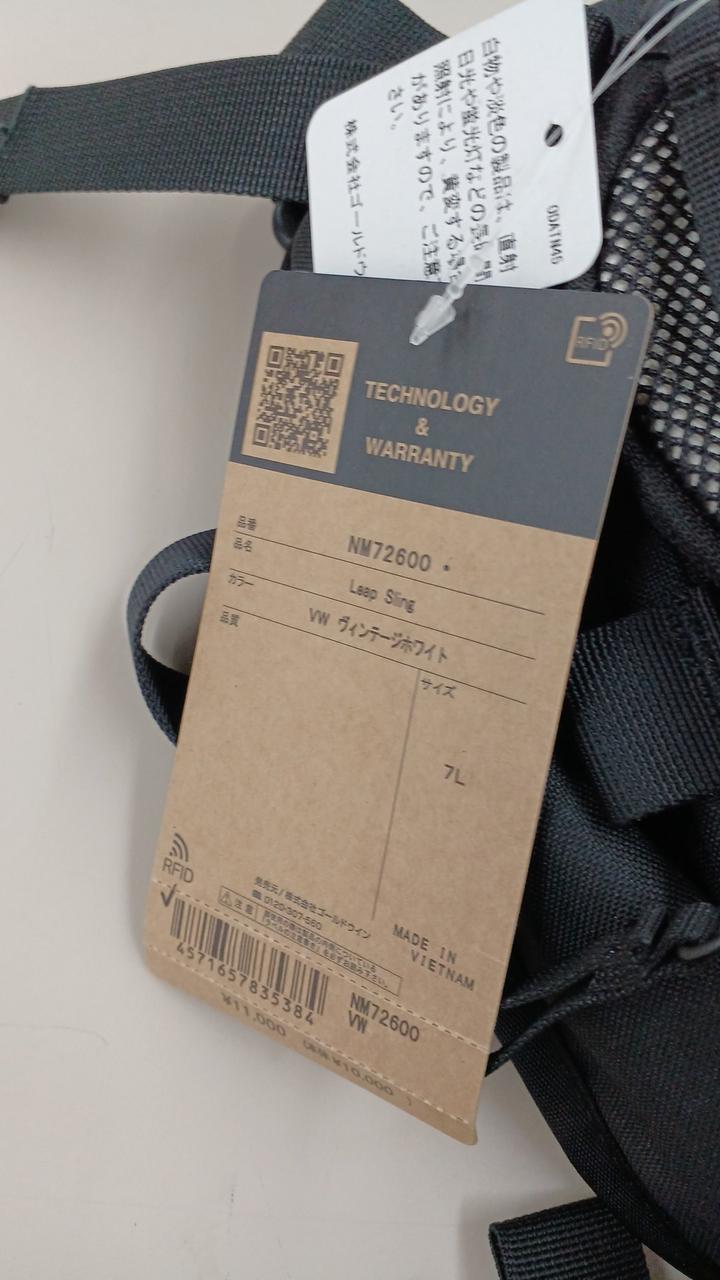 白物や淡色の製品は、直射
日光や蛍光灯などの
照射により、黄変する
がありますので、ご注意
さい。
株式会社ゴールドウ
RFID
TECHNOLOGY
&
WARRANTY
品番 NM72600
品名 Leap Sling
カラー VW ヴィンテージホワイト
品質
サイズ
7L
RFID
発売元/株式会社ゴールドウイン
☎0120-307-560
注意
MADE IN
VIETNAM
4571657835384
NM72600
VW
¥11,000 ¥10,000